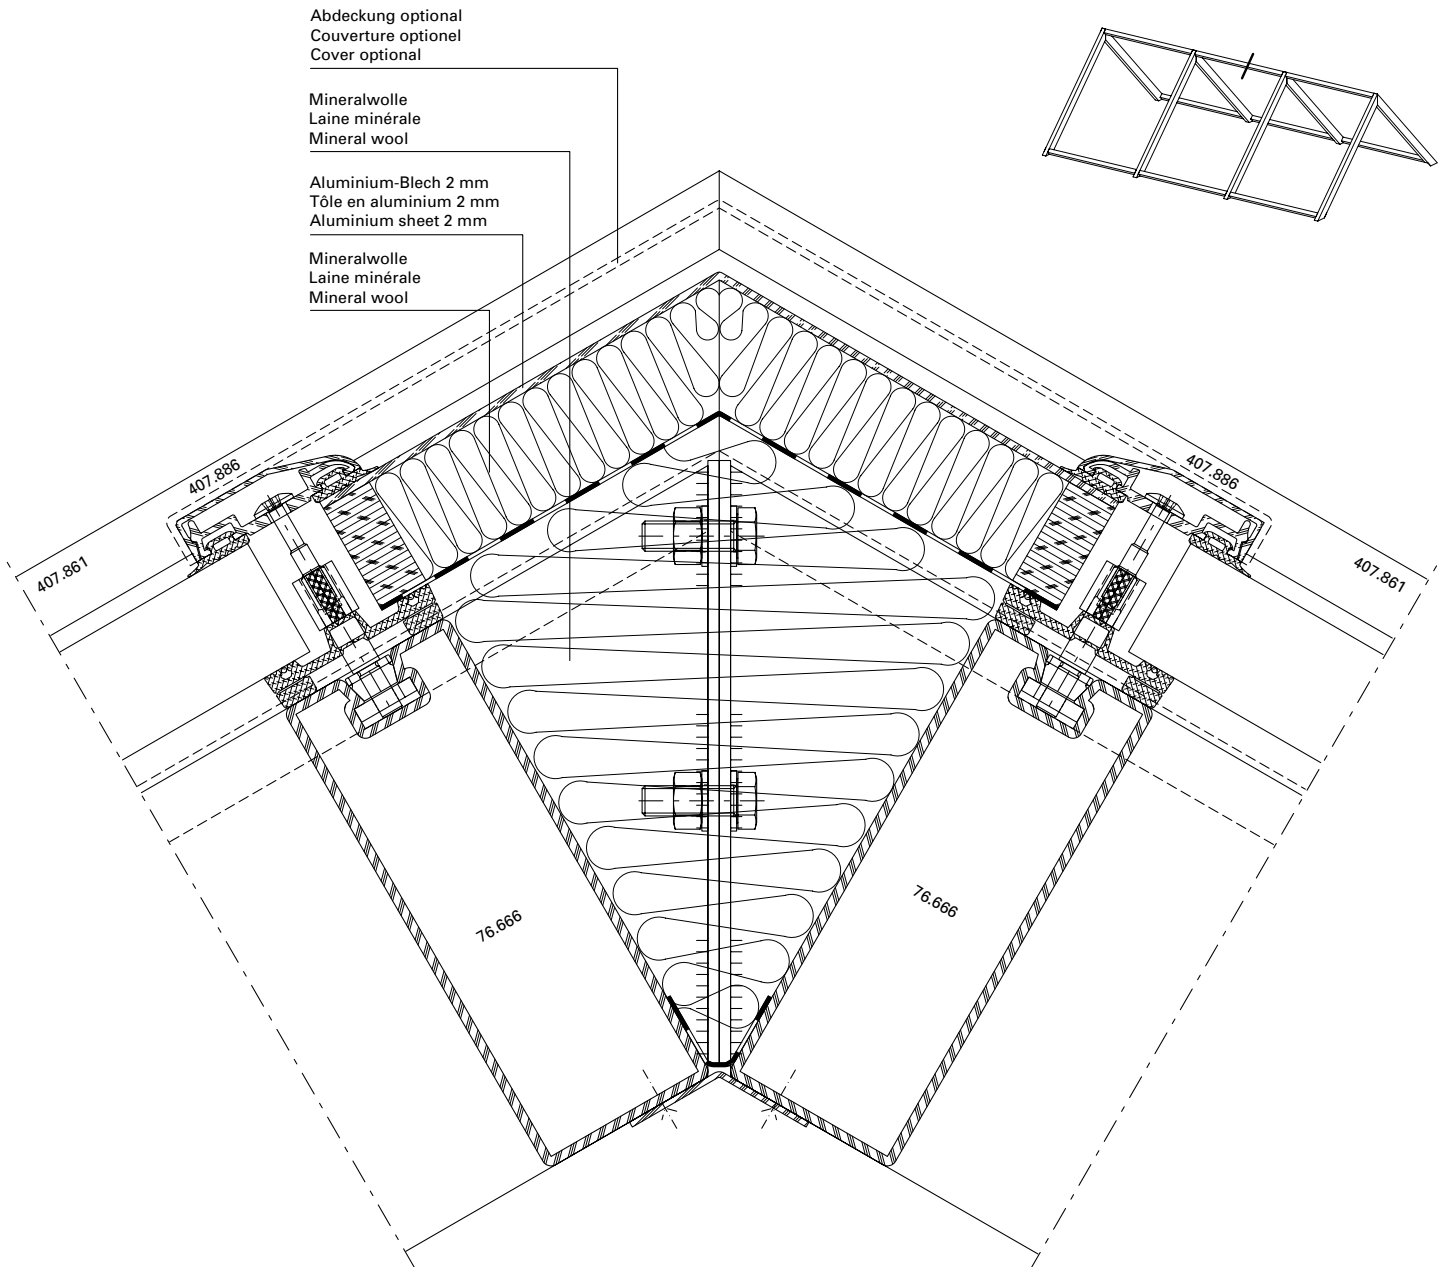 Abdeckung optional
Couverture optionel
Cover optional
Mineralwolle
Laine minérale
Mineral wool
Aluminium-Blech 2 mm
Tôle en aluminium 2 mm
Aluminium sheet 2 mm
Mineralwolle
Laine minérale
Mineral wool
407.886
407.886
407.861
407.861
76.666
76.666